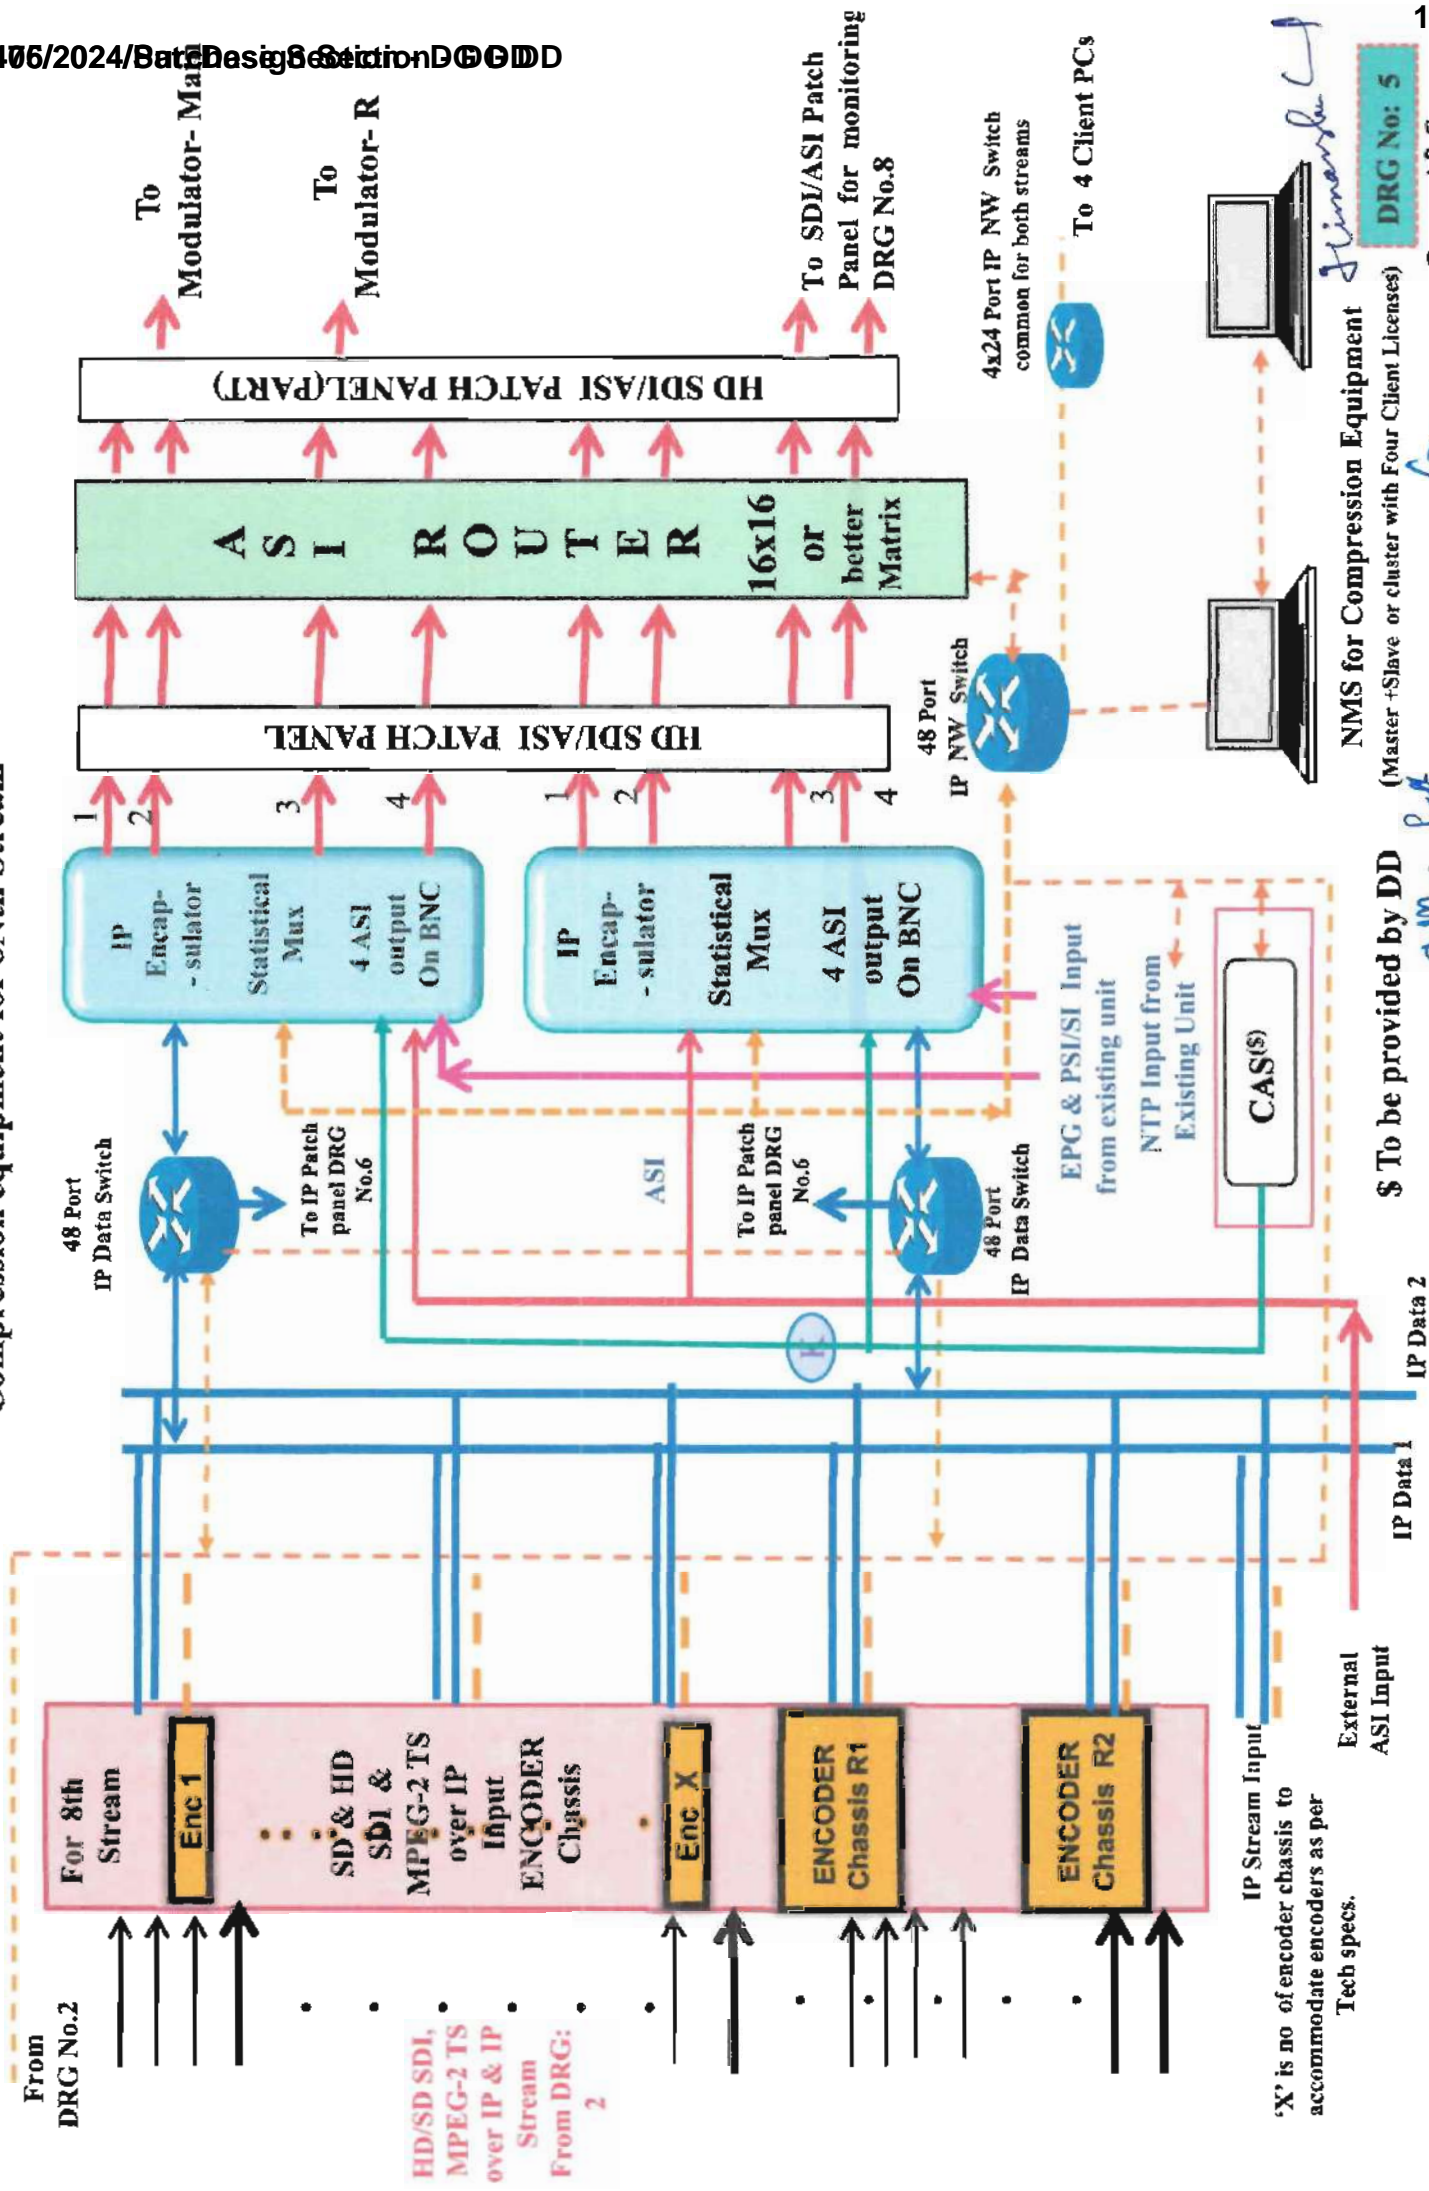 To
Modulator- Main
To
Modulator- R
To SDI/ASI Patch
Panel for monitoring
DRG No.8
HD SDI/ASI PATCH PANEL(PART)
A
S
I
R
O
U
T
E
R
16x16
or
better
Matrix
HD SDI/ASI PATCH PANEL
1
2
3
4
1
2
3
4
IP
Encap-
- sulator
Statistical
Mux
4 ASI
output
On BNC
IP
Encap-
- sulator
Statistical
Mux
4 ASI
output
On BNC
48 Port
IP Data Switch
To IP Patch
panel DRG
No.6
ASI
To IP Patch
panel DRG
No.6
48 Port
IP Data Switch
4x24 Port IP NW Switch
common for both streams
To 4 Client PCs
48 Port
IP NW Switch
EPG & PSI/SI Input
from existing unit
NTP Input from
Existing Unit
CAS($)
NMS for Compression Equipment
(Master +Slave or cluster with Four Client Licenses)
DRG No: 5
$ To be provided by DD
IP Data 1
IP Data 2
From
DRG No.2
For 8th
Stream
Enc 1
SD & HD
SDI &
MPEG-2 TS
over IP
Input
ENCODER
Chassis
Enc X
ENCODER
Chassis R1
ENCODER
Chassis R2
HD/SD SDI,
MPEG-2 TS
over IP & IP
Stream
From DRG:
2
IP Stream Input
External
ASI Input
'X' is no of encoder chassis to
accommodate encoders as per
Tech specs.
1